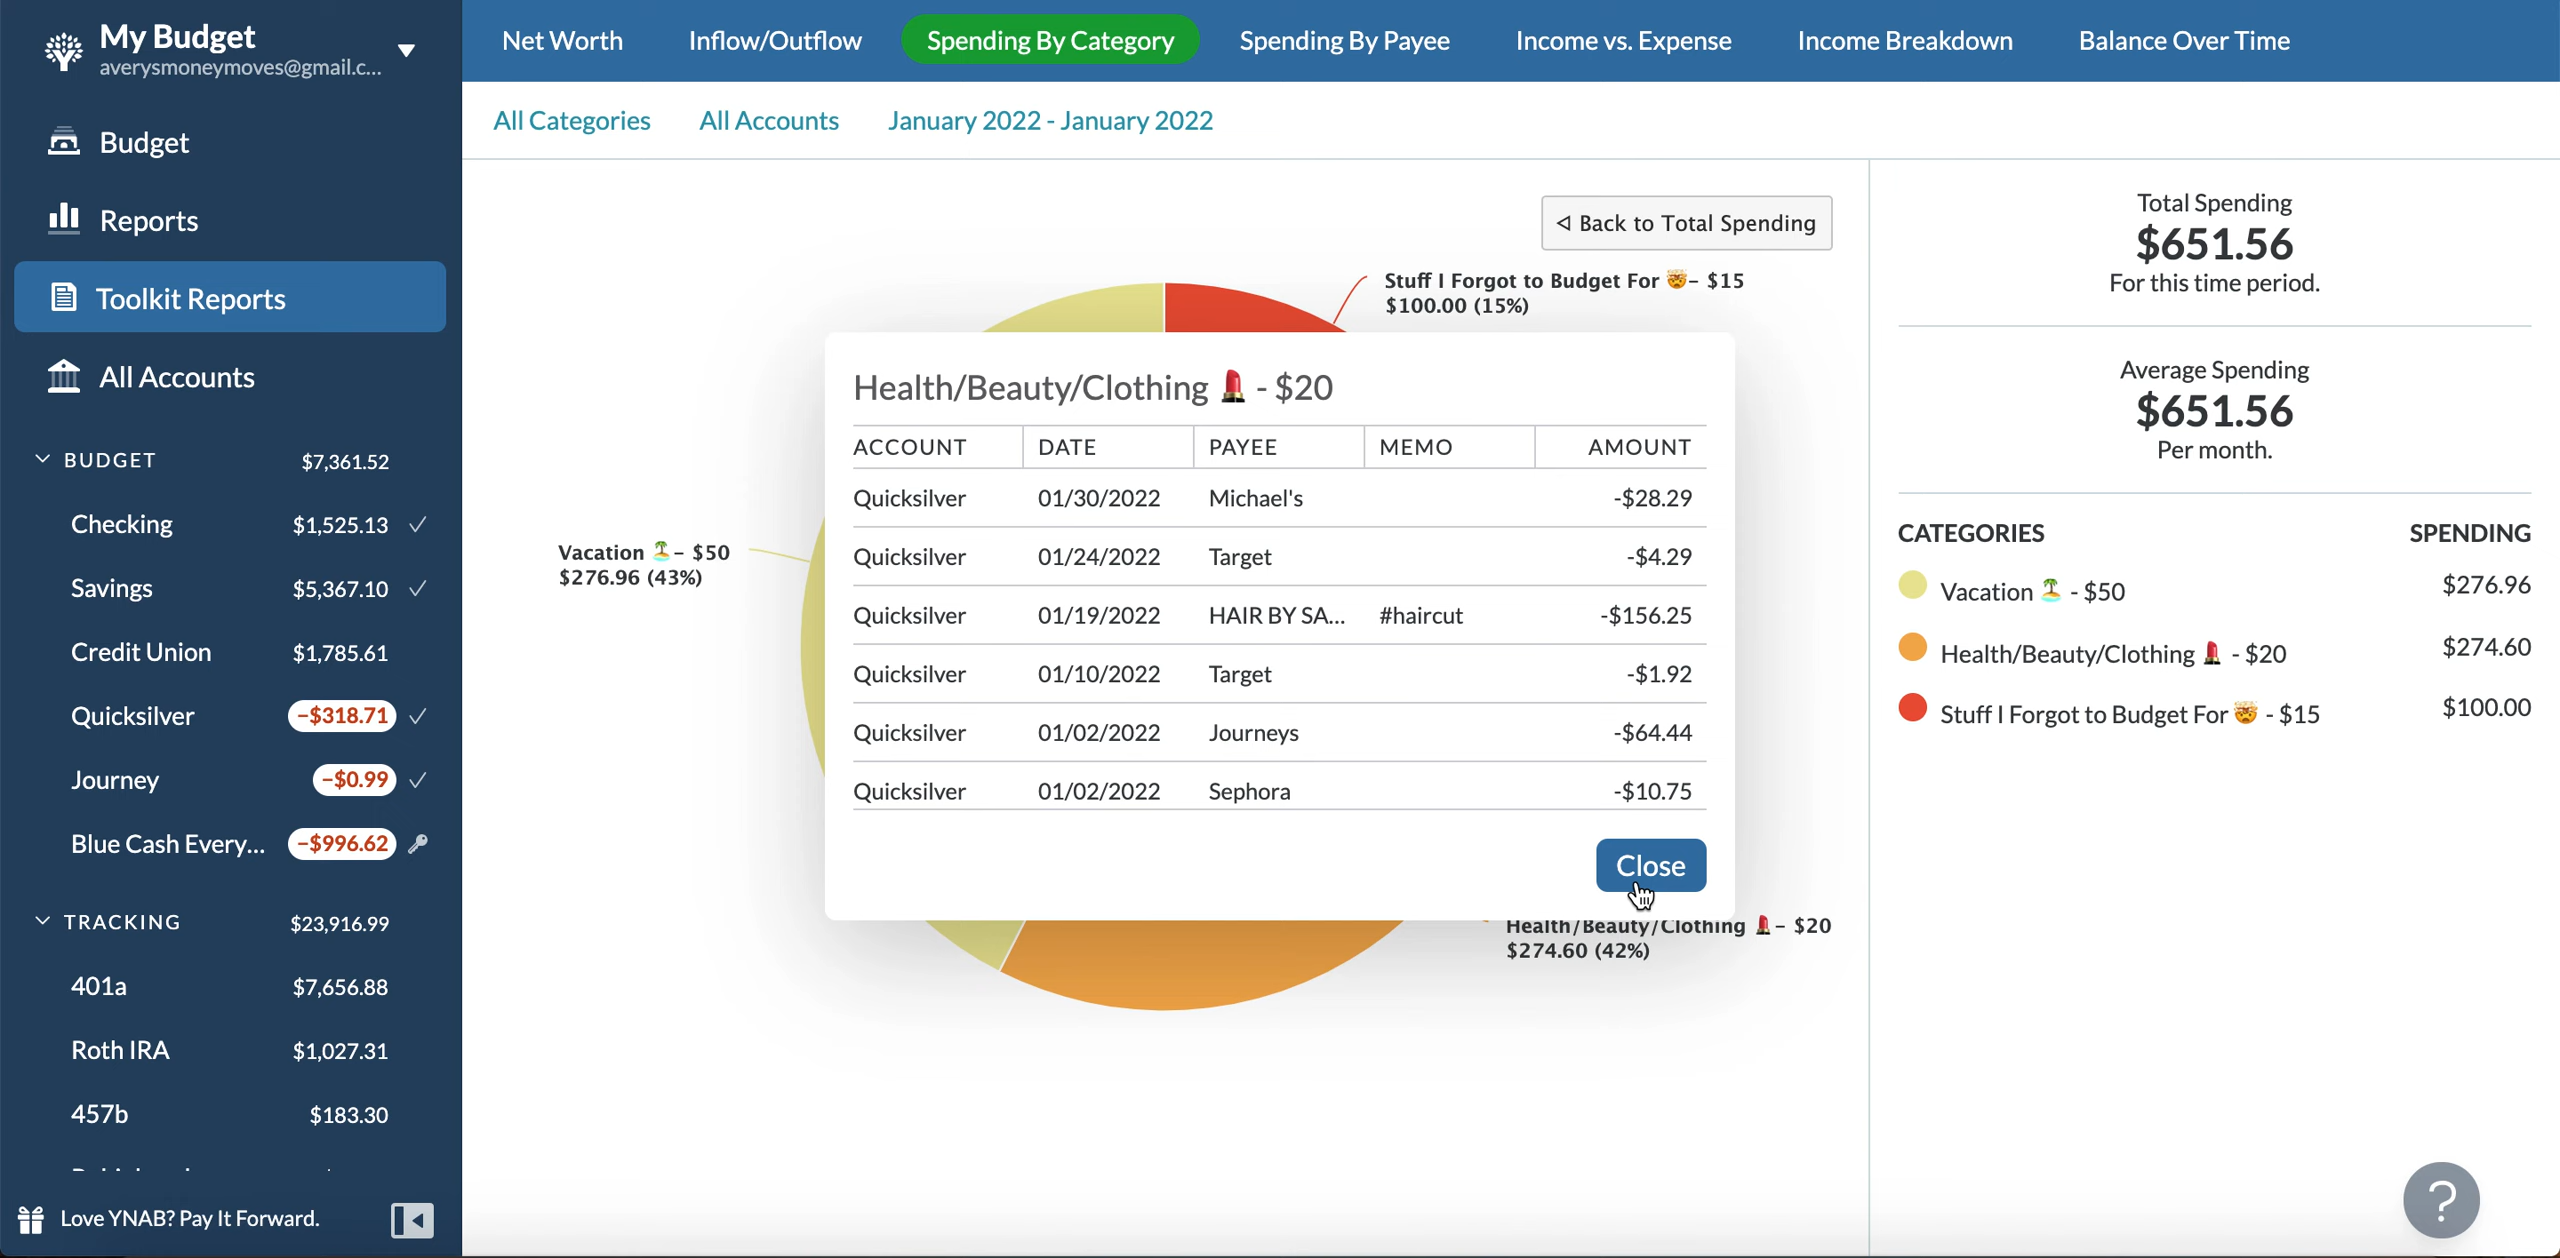 My Budget
averysmoneymoves@gmail.c...
Budget
Reports
Toolkit Reports
All Accounts
BUDGET $7,361.52
Checking $1,525.13
Savings $5,367.10
Credit Union $1,785.61
Quicksilver -$318.71
Journey -$0.99
Blue Cash Every... -$996.62
TRACKING $23,916.99
401a $7,656.88
Roth IRA $1,027.31
457b $183.30
Love YNAB? Pay It Forward.
Net Worth Inflow/Outflow Spending By Category Spending By Payee Income vs. Expense Income Breakdown Balance Over Time
All Categories All Accounts January 2022 - January 2022
◁ Back to Total Spending
Stuff I Forgot to Budget For 🤯- $15
$100.00 (15%)
Vacation 🏝️- $50
$276.96 (43%)
Health/Beauty/Clothing 💄 - $20
ACCOUNT DATE PAYEE MEMO AMOUNT
Quicksilver 01/30/2022 Michael's -$28.29
Quicksilver 01/24/2022 Target -$4.29
Quicksilver 01/19/2022 HAIR BY SA... #haircut -$156.25
Quicksilver 01/10/2022 Target -$1.92
Quicksilver 01/02/2022 Journeys -$64.44
Quicksilver 01/02/2022 Sephora -$10.75
Close
Health/Beauty/Clothing 💄- $20
$274.60 (42%)
Total Spending
$651.56
For this time period.
Average Spending
$651.56
Per month.
CATEGORIES SPENDING
Vacation 🏝️ - $50 $276.96
Health/Beauty/Clothing 💄 - $20 $274.60
Stuff I Forgot to Budget For 🤯 - $15 $100.00
?